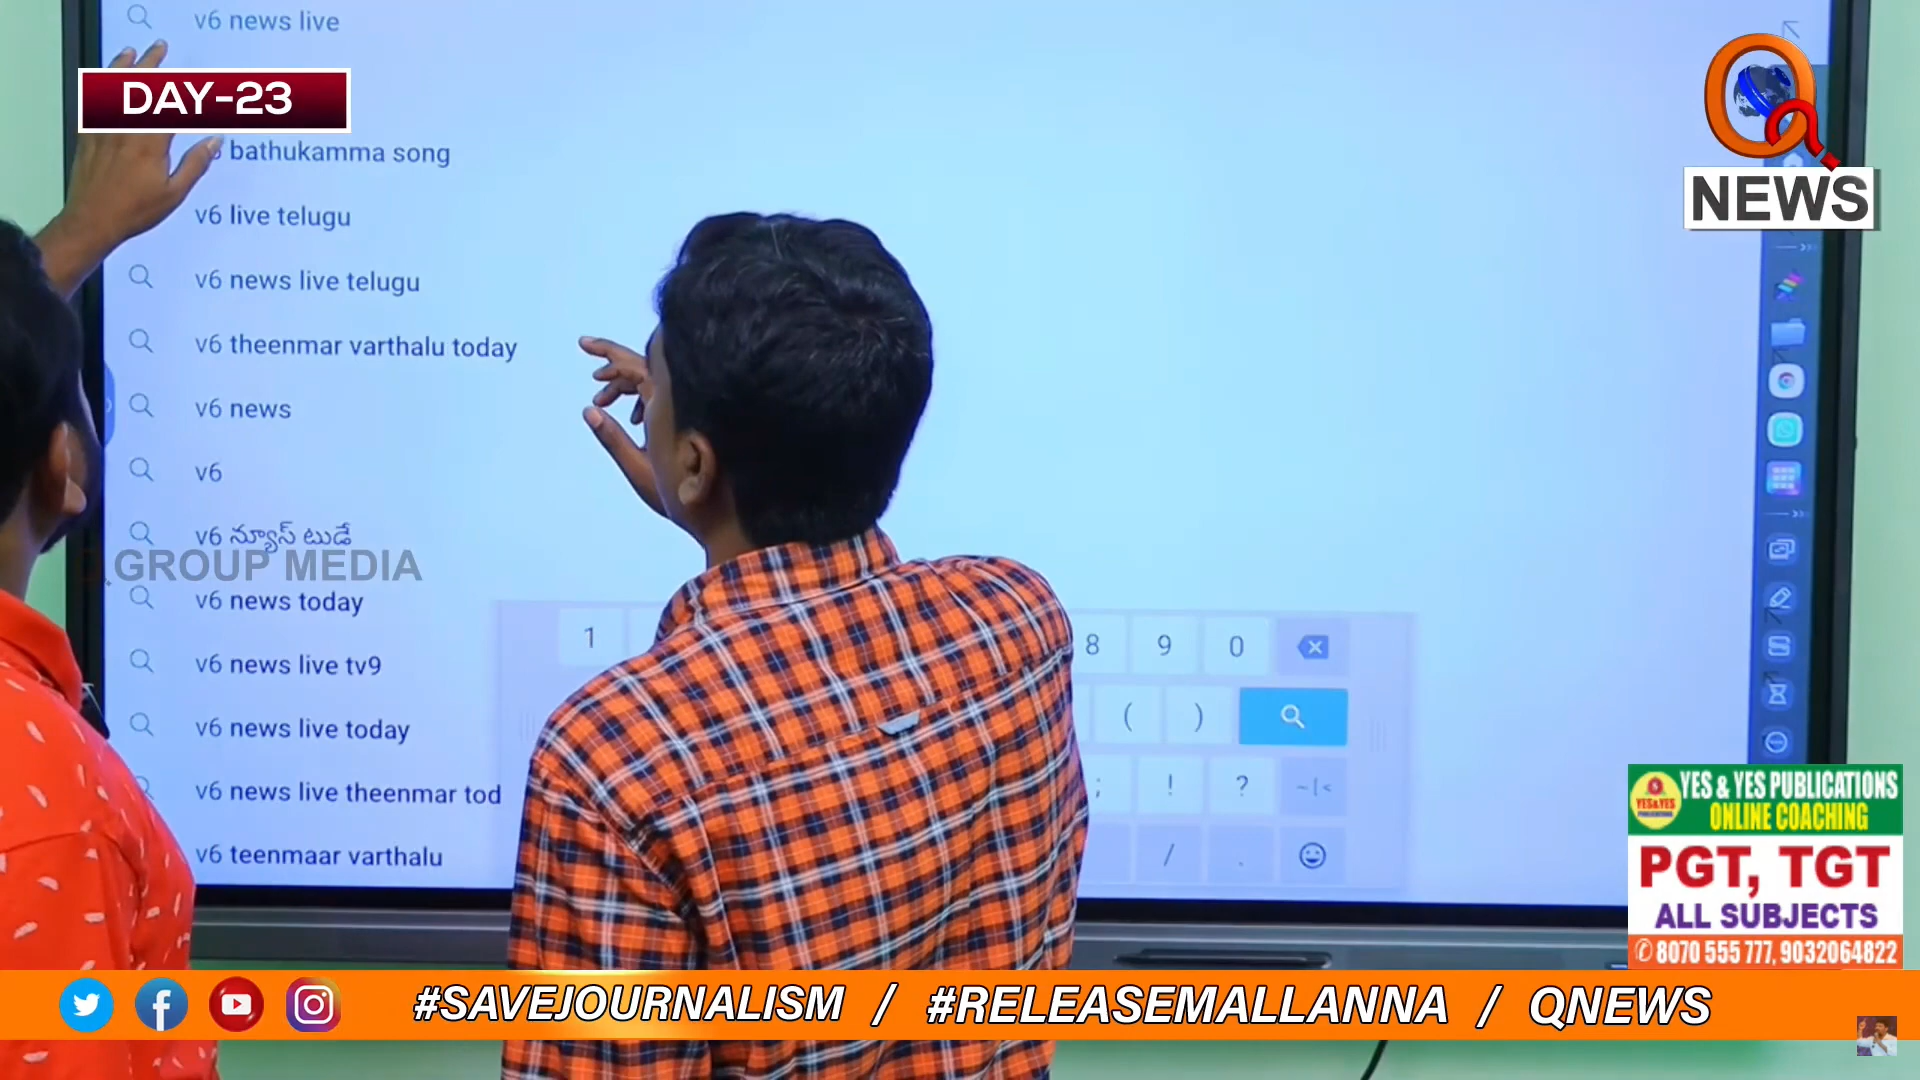 v6 news live
DAY-23
bathukamma song
v6 live telugu
v6 news live telugu
v6 theenmar varthalu today
v6 news
v6
v6 న్యూస్ టుడే
GROUP MEDIA
v6 news today
v6 news live tv9
v6 news live today
v6 news live theenmar tod
v6 teenmaar varthalu
1
8 9 0
( )
; ! ? ~|<
/ .
Q
NEWS
YES & YES PUBLICATIONS
ONLINE COACHING
PGT, TGT
ALL SUBJECTS
8070 555 777, 9032064822
#SAVEJOURNALISM / #RELEASEMALLANNA / QNEWS